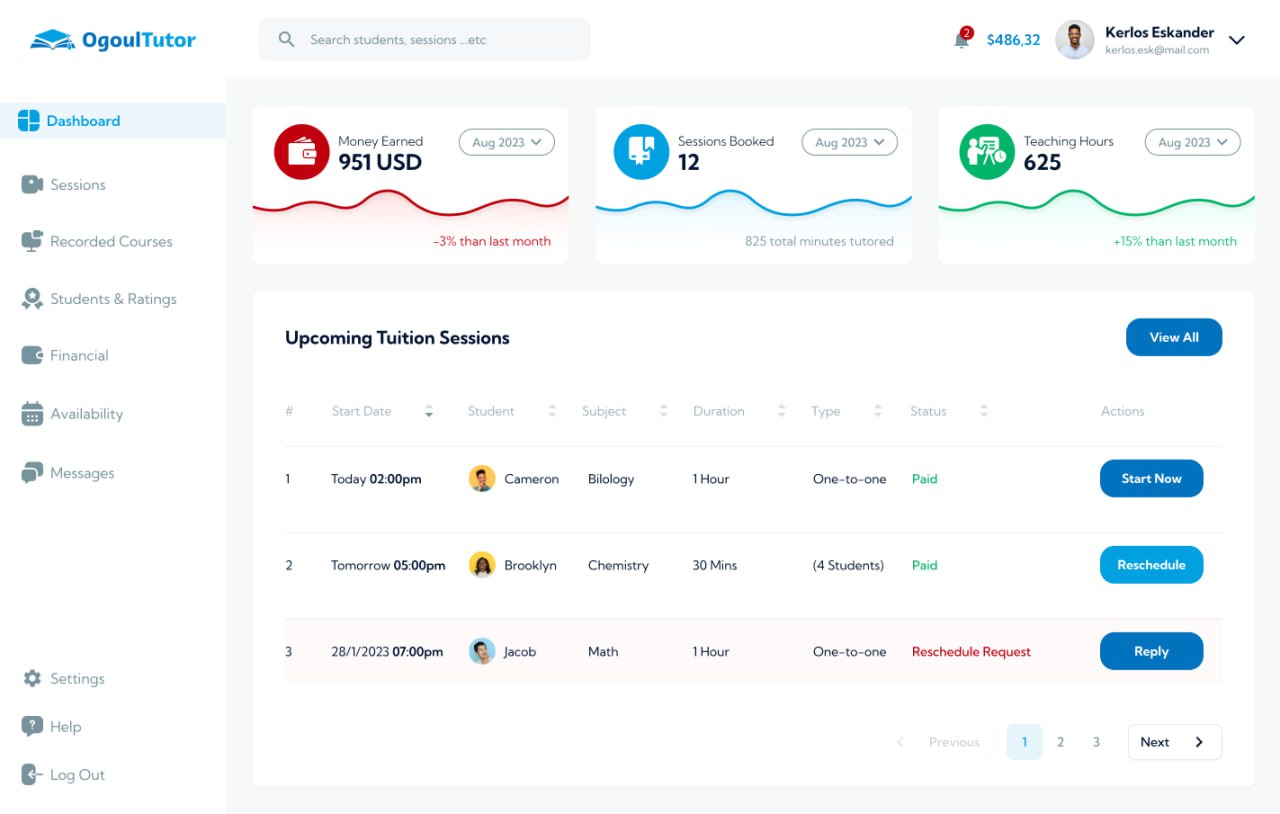 OgoulTutor
Search students, sessions ...etc
2
$486,32
Kerlos Eskander
kerlos.esk@mail.com
Dashboard
Sessions
Recorded Courses
Students & Ratings
Financial
Availability
Messages
Settings
?
Help
Log Out
Money Earned
951 USD
Aug 2023
-3% than last month
Sessions Booked
12
Aug 2023
825 total minutes tutored
Teaching Hours
625
Aug 2023
+15% than last month
Upcoming Tuition Sessions
View All
# Start Date Student Subject Duration Type Status Actions
1 Today 02:00pm Cameron Bilology 1 Hour One-to-one Paid Start Now
2 Tomorrow 05:00pm Brooklyn Chemistry 30 Mins (4 Students) Paid Reschedule
3 28/1/2023 07:00pm Jacob Math 1 Hour One-to-one Reschedule Request Reply
Previous 1 2 3 Next